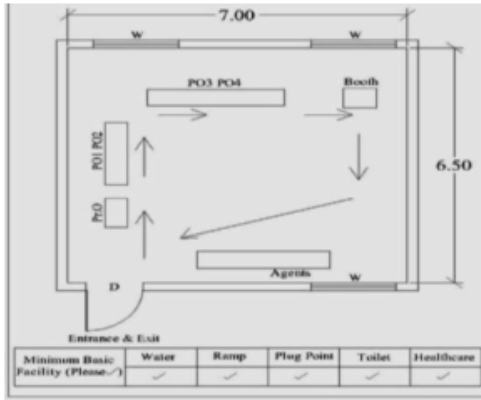 7.00
W W
PO3 PO4 Booth
PO1 PO2
6.50
Pr.O
Agents
W
D
Entrance & Exit
Minimum Basic Facility (Please✓) Water Ramp Plug Point Toilet Healthcare
✓ ✓ ✓ ✓ ✓